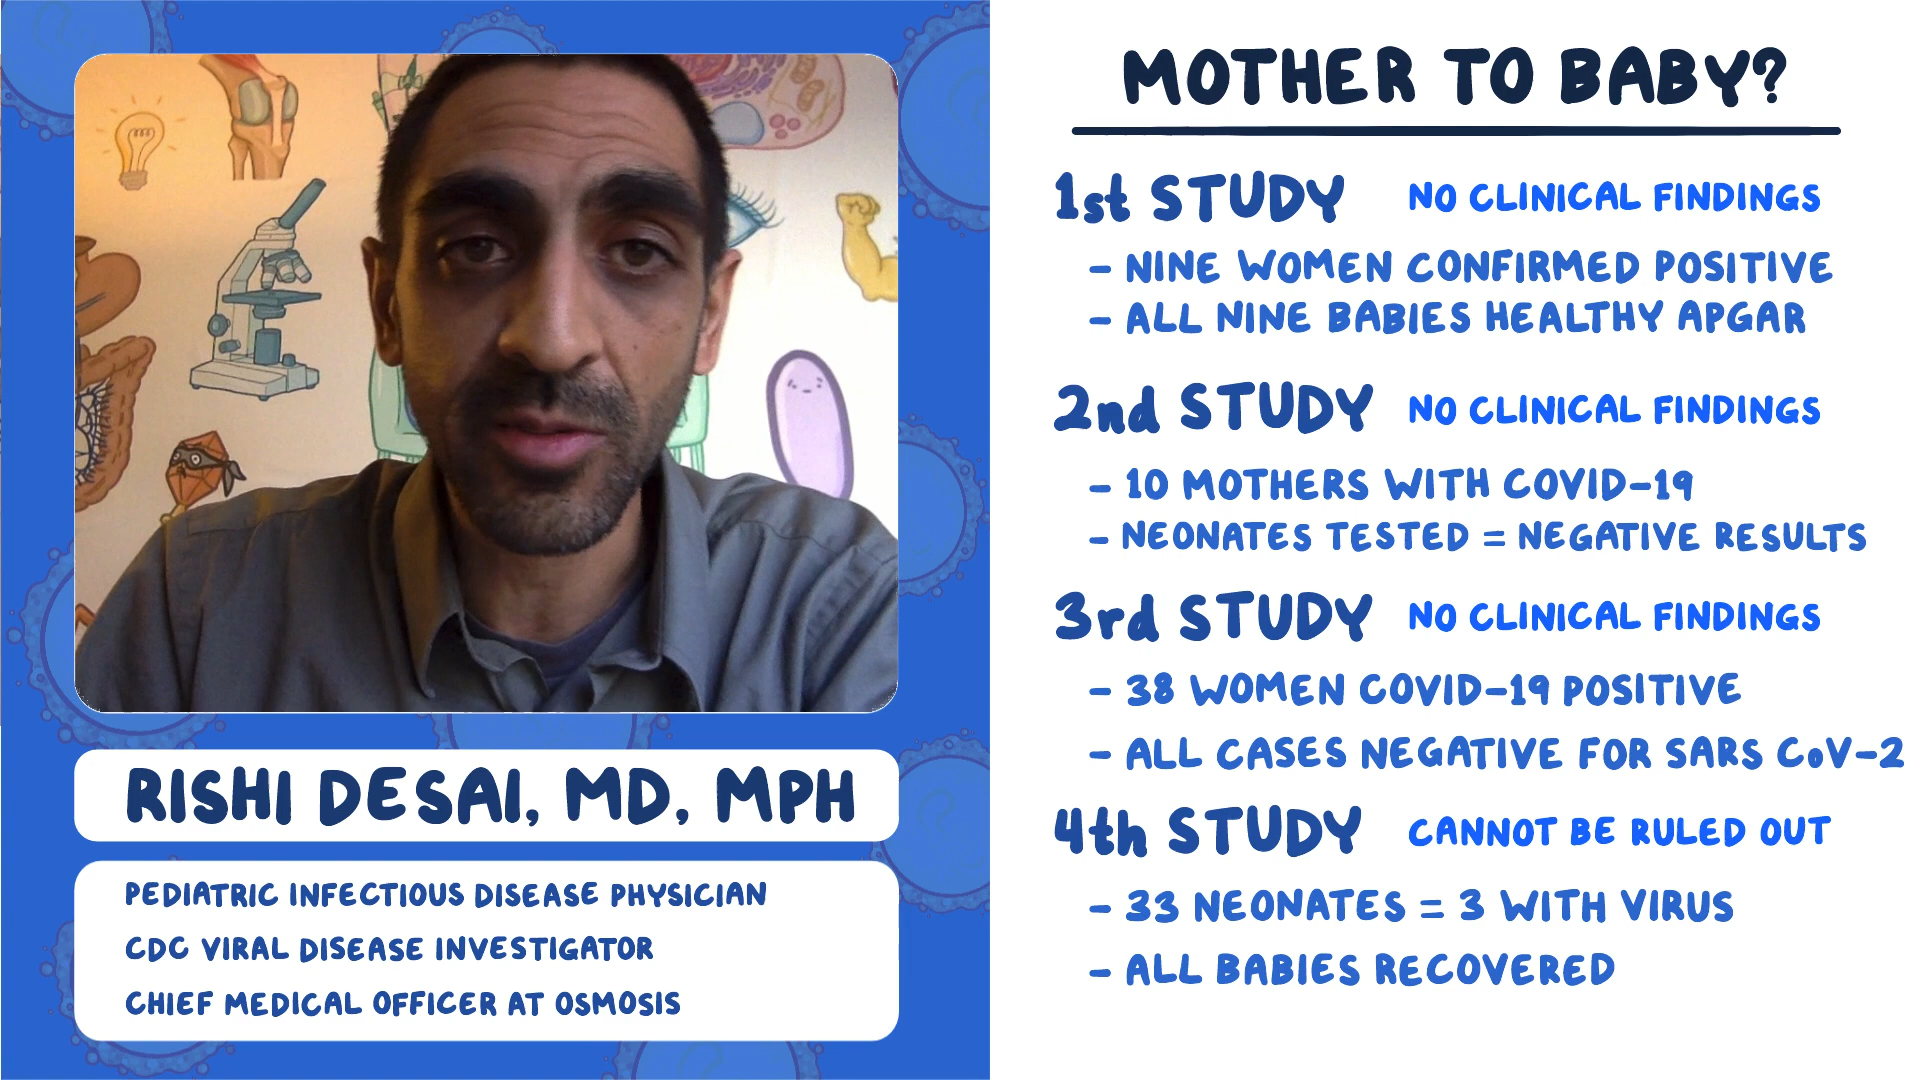 RISHI DESAI, MD, MPH
PEDIATRIC INFECTIOUS DISEASE PHYSICIAN
CDC VIRAL DISEASE INVESTIGATOR
CHIEF MEDICAL OFFICER AT OSMOSIS
MOTHER TO BABY?
1st STUDY NO CLINICAL FINDINGS
- NINE WOMEN CONFIRMED POSITIVE
- ALL NINE BABIES HEALTHY APGAR
2nd STUDY NO CLINICAL FINDINGS
- 10 MOTHERS WITH COVID-19
- NEONATES TESTED = NEGATIVE RESULTS
3rd STUDY NO CLINICAL FINDINGS
- 38 WOMEN COVID-19 POSITIVE
- ALL CASES NEGATIVE FOR SARS CoV-2
4th STUDY CANNOT BE RULED OUT
- 33 NEONATES = 3 WITH VIRUS
- ALL BABIES RECOVERED